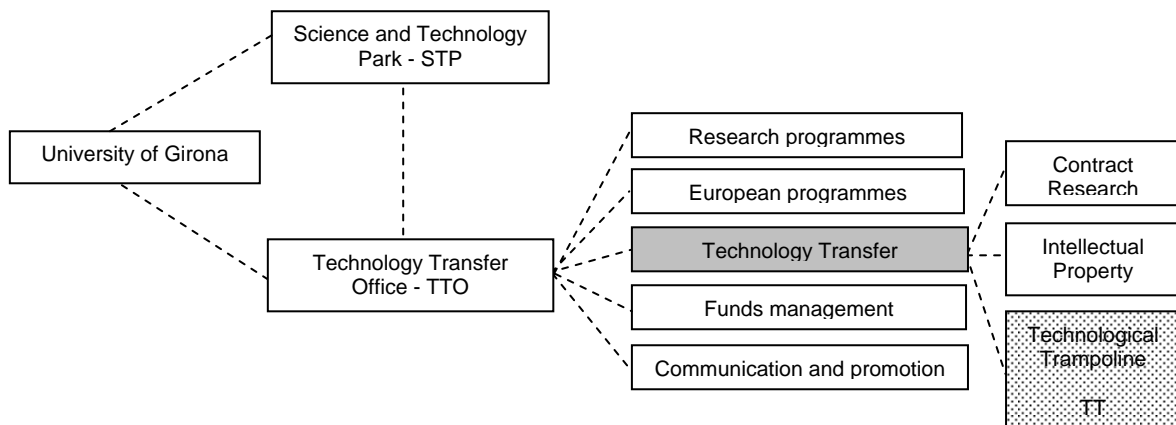 Science and Technology
Park - STP
University of Girona
Technology Transfer
Office - TTO
Research programmes
European programmes
Technology Transfer
Funds management
Communication and promotion
Contract
Research
Intellectual
Property
Technological
Trampoline
TT